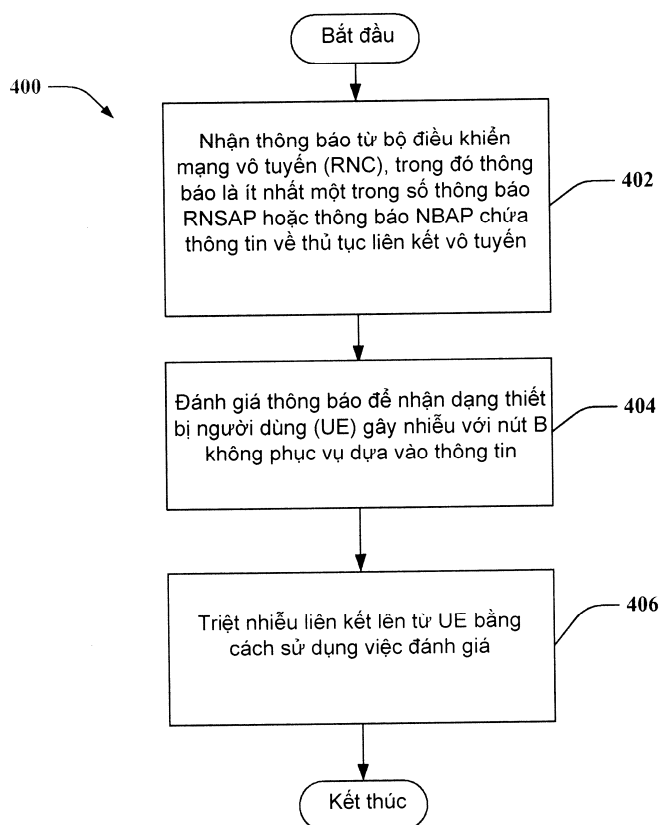 Bắt đầu
400
Nhận thông báo từ bộ điều khiển
mạng vô tuyến (RNC), trong đó thông
báo là ít nhất một trong số thông báo
RNSAP hoặc thông báo NBAP chứa
thông tin về thủ tục liên kết vô tuyến
402
Đánh giá thông báo để nhận dạng thiết
bị người dùng (UE) gây nhiễu với nút B
không phục vụ dựa vào thông tin
404
Triệt nhiễu liên kết lên từ UE bằng
cách sử dụng việc đánh giá
406
Kết thúc